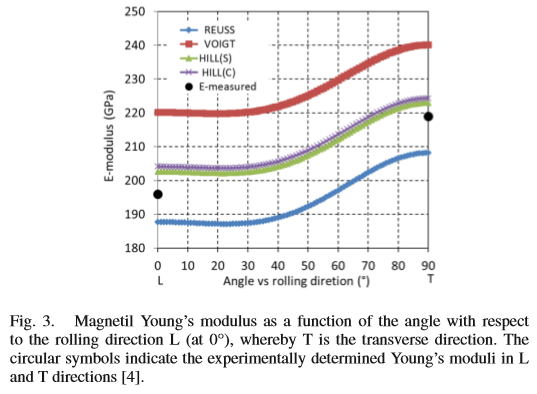 250
240
230
220
210
200
190
180
E-modulus (GPa)
REUSS
VOIGT
HILL(S)
HILL(C)
E-measured
0 10 20 30 40 50 60 70 80 90
L Angle vs rolling diretion (°) T
Fig. 3. Magnetil Young's modulus as a function of the angle with respect
to the rolling direction L (at 0°), whereby T is the transverse direction. The
circular symbols indicate the experimentally determined Young's moduli in L
and T directions [4].